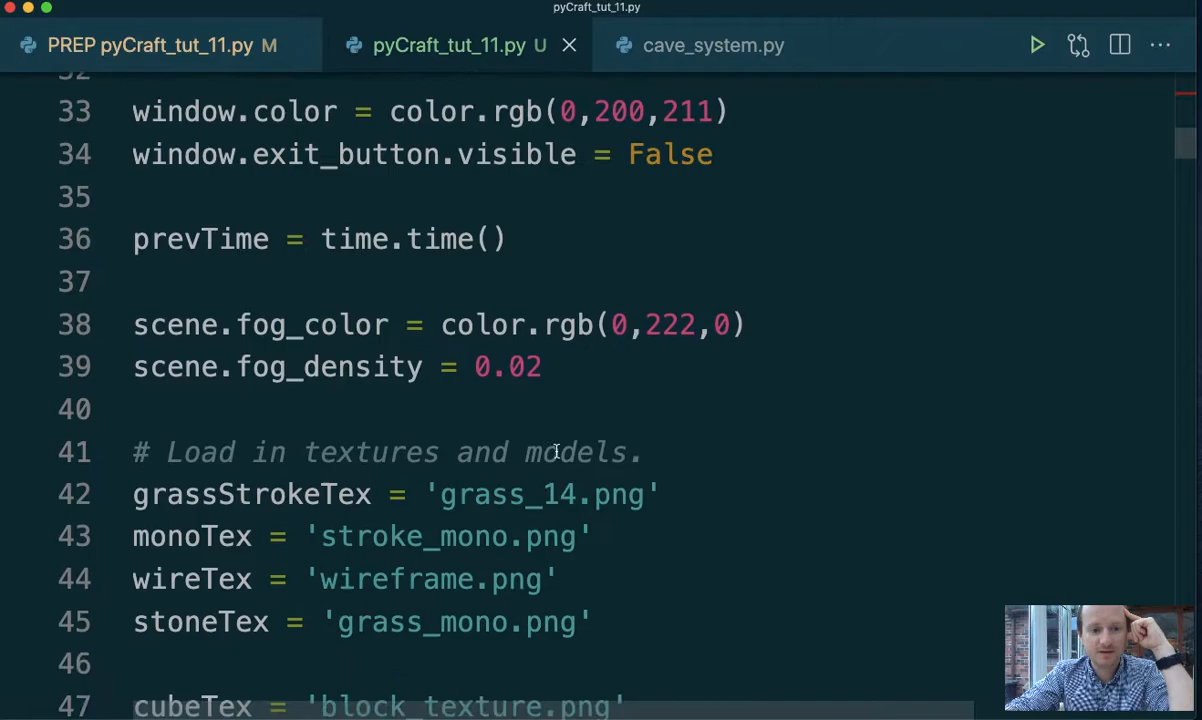 pyCraft_tut_11.py
PREP pyCraft_tut_11.py M
pyCraft_tut_11.py U
cave_system.py
32
33 window.color = color.rgb(0,200,211)
34 window.exit_button.visible = False
35
36 prevTime = time.time()
37
38 scene.fog_color = color.rgb(0,222,0)
39 scene.fog_density = 0.02
40
41 # Load in textures and models.
42 grassStrokeTex = 'grass_14.png'
43 monoTex = 'stroke_mono.png'
44 wireTex = 'wireframe.png'
45 stoneTex = 'grass_mono.png'
46
47 cubeTex = 'block_texture.png'